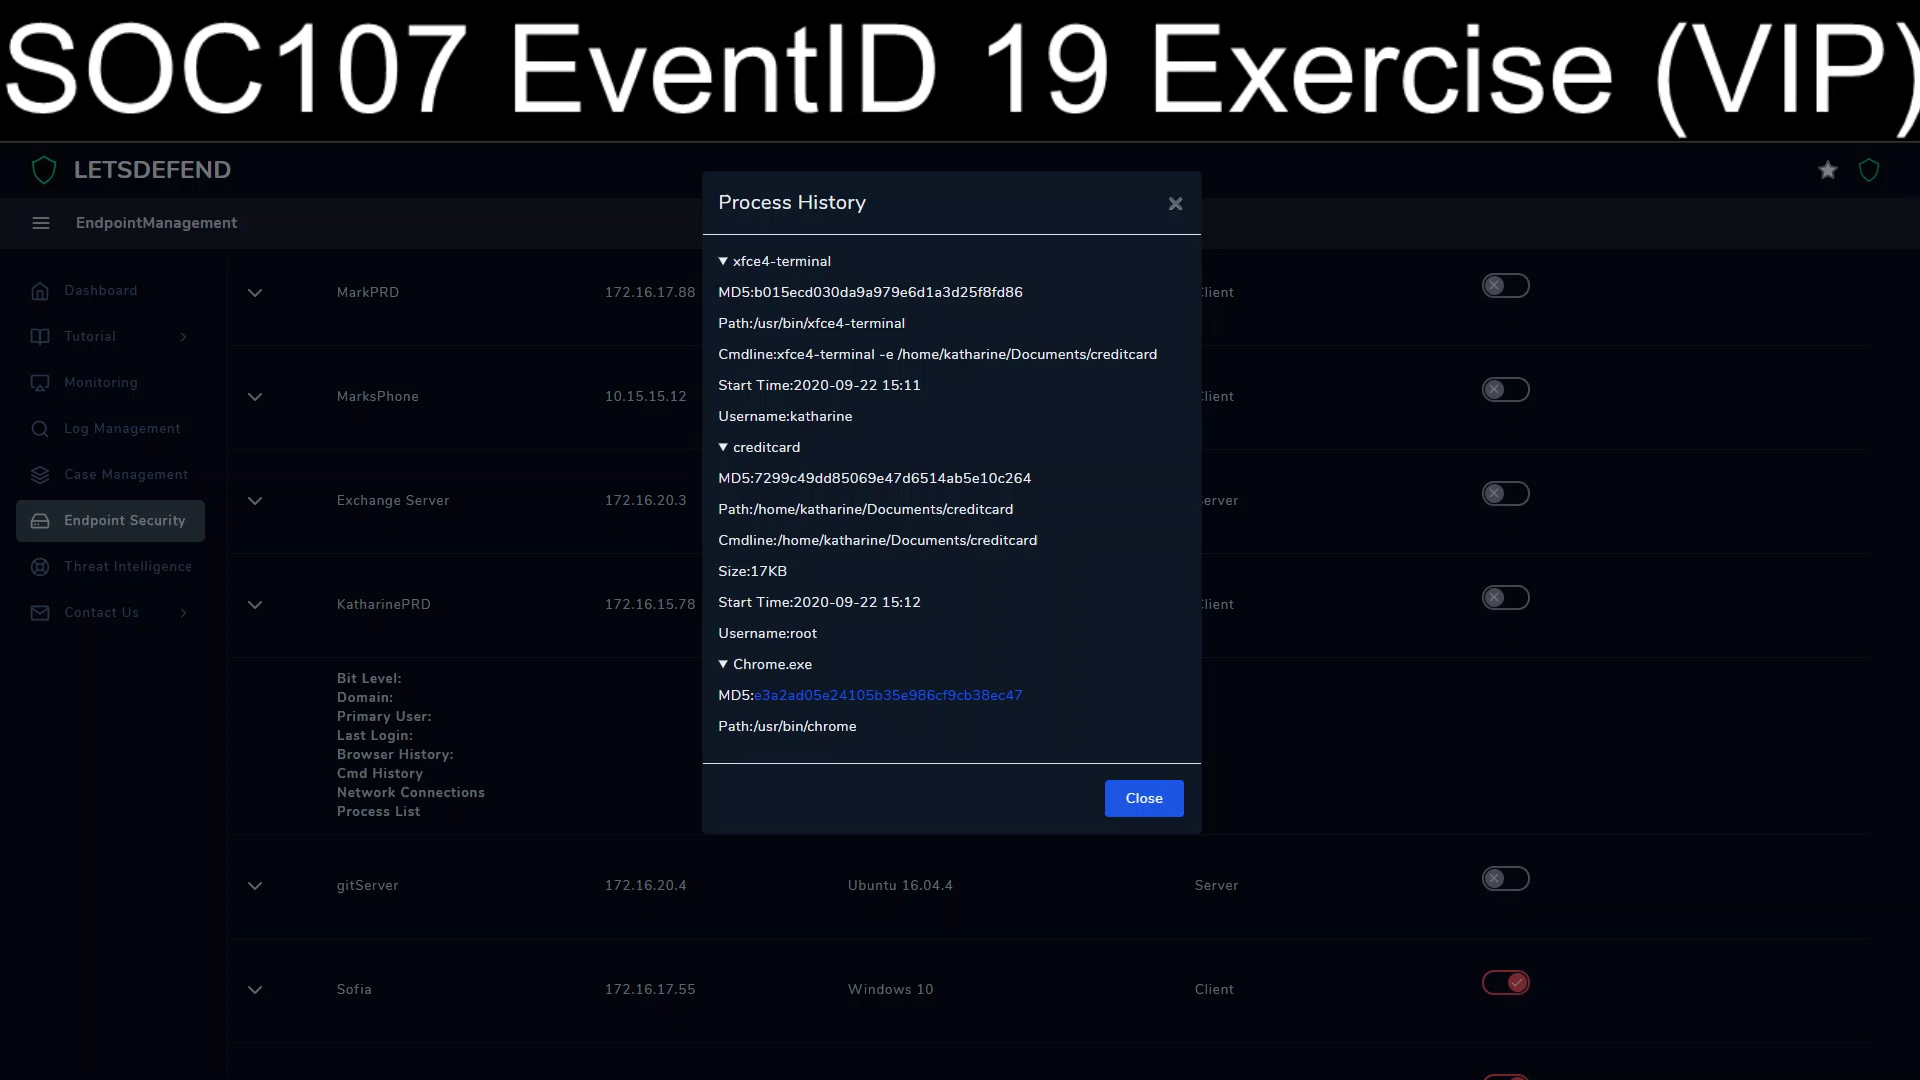 SOC107 EventID 19 Exercise (VIP)
LETSDEFEND
EndpointManagement
Dashboard
Tutorial
Monitoring
Log Management
Case Management
Endpoint Security
Threat Intelligence
Contact Us
MarkPRD 172.16.17.88 Client
MarksPhone 10.15.15.12 Client
Exchange Server 172.16.20.3 Server
KatharinePRD 172.16.15.78 Client
Bit Level:
Domain:
Primary User:
Last Login:
Browser History:
Cmd History
Network Connections
Process List
gitServer 172.16.20.4 Ubuntu 16.04.4 Server
Sofia 172.16.17.55 Windows 10 Client
Process History
xfce4-terminal
MD5:b015ecd030da9a979e6d1a3d25f8fd86
Path:/usr/bin/xfce4-terminal
Cmdline:xfce4-terminal -e /home/katharine/Documents/creditcard
Start Time:2020-09-22 15:11
Username:katharine
creditcard
MD5:7299c49dd85069e47d6514ab5e10c264
Path:/home/katharine/Documents/creditcard
Cmdline:/home/katharine/Documents/creditcard
Size:17KB
Start Time:2020-09-22 15:12
Username:root
Chrome.exe
MD5:e3a2ad05e24105b35e986cf9cb38ec47
Path:/usr/bin/chrome
Close